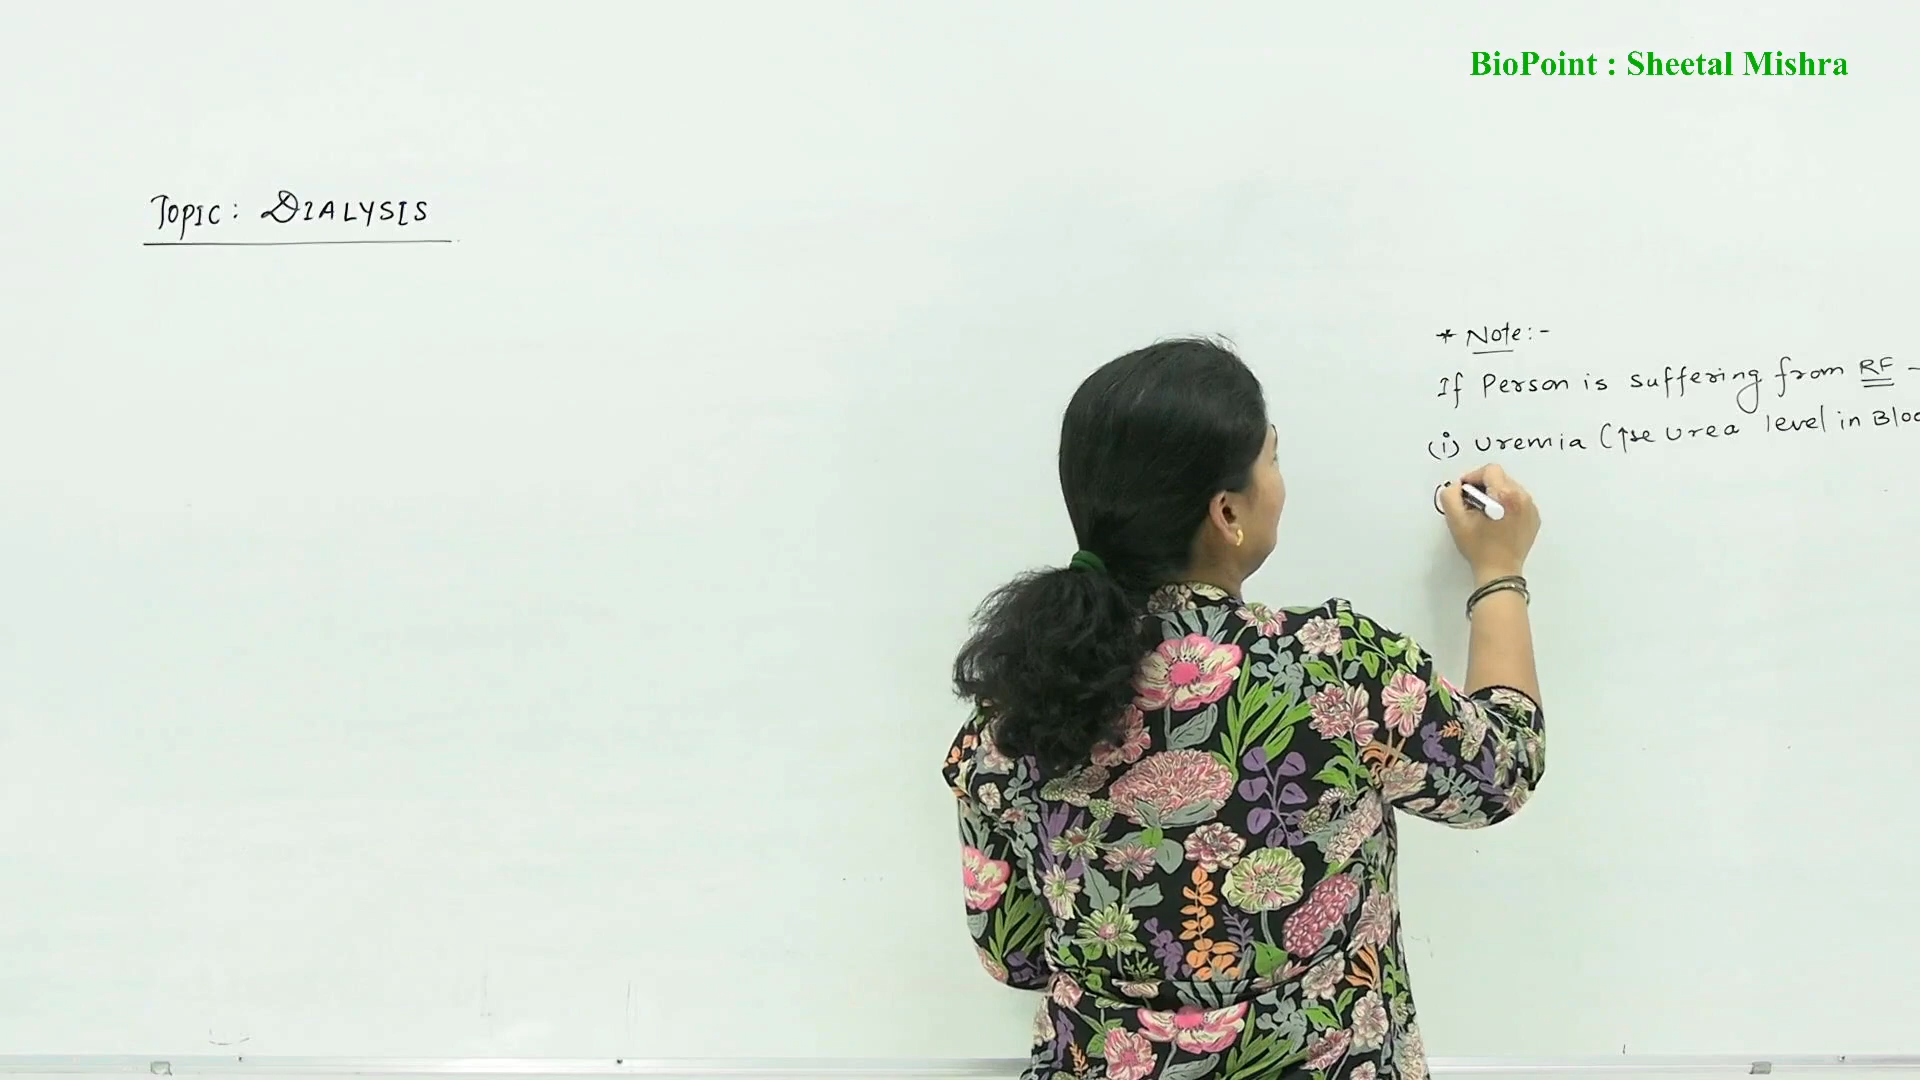 BioPoint : Sheetal Mishra
Topic: DIALYSIS
* Note:-
If Person is suffering from RF -
(i) Uremia (↑se Urea level in Bloo
(